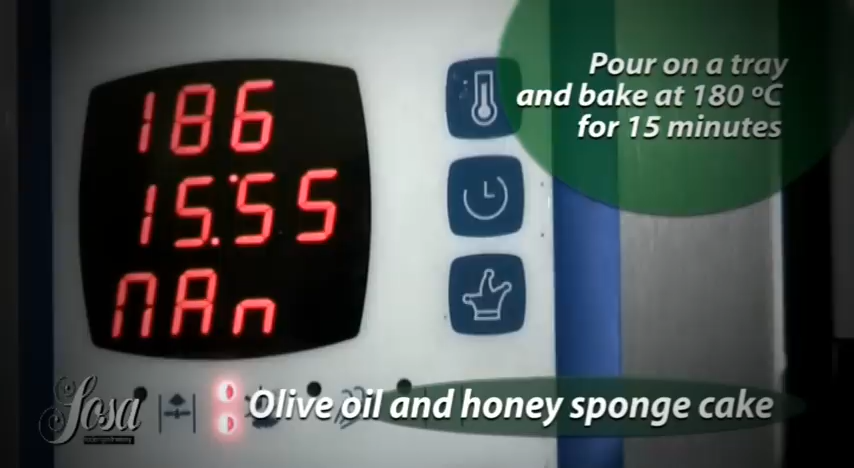 186
15.55
MAn
Pour on a tray
and bake at 180 ºC
for 15 minutes
Olive oil and honey sponge cake
Sosa